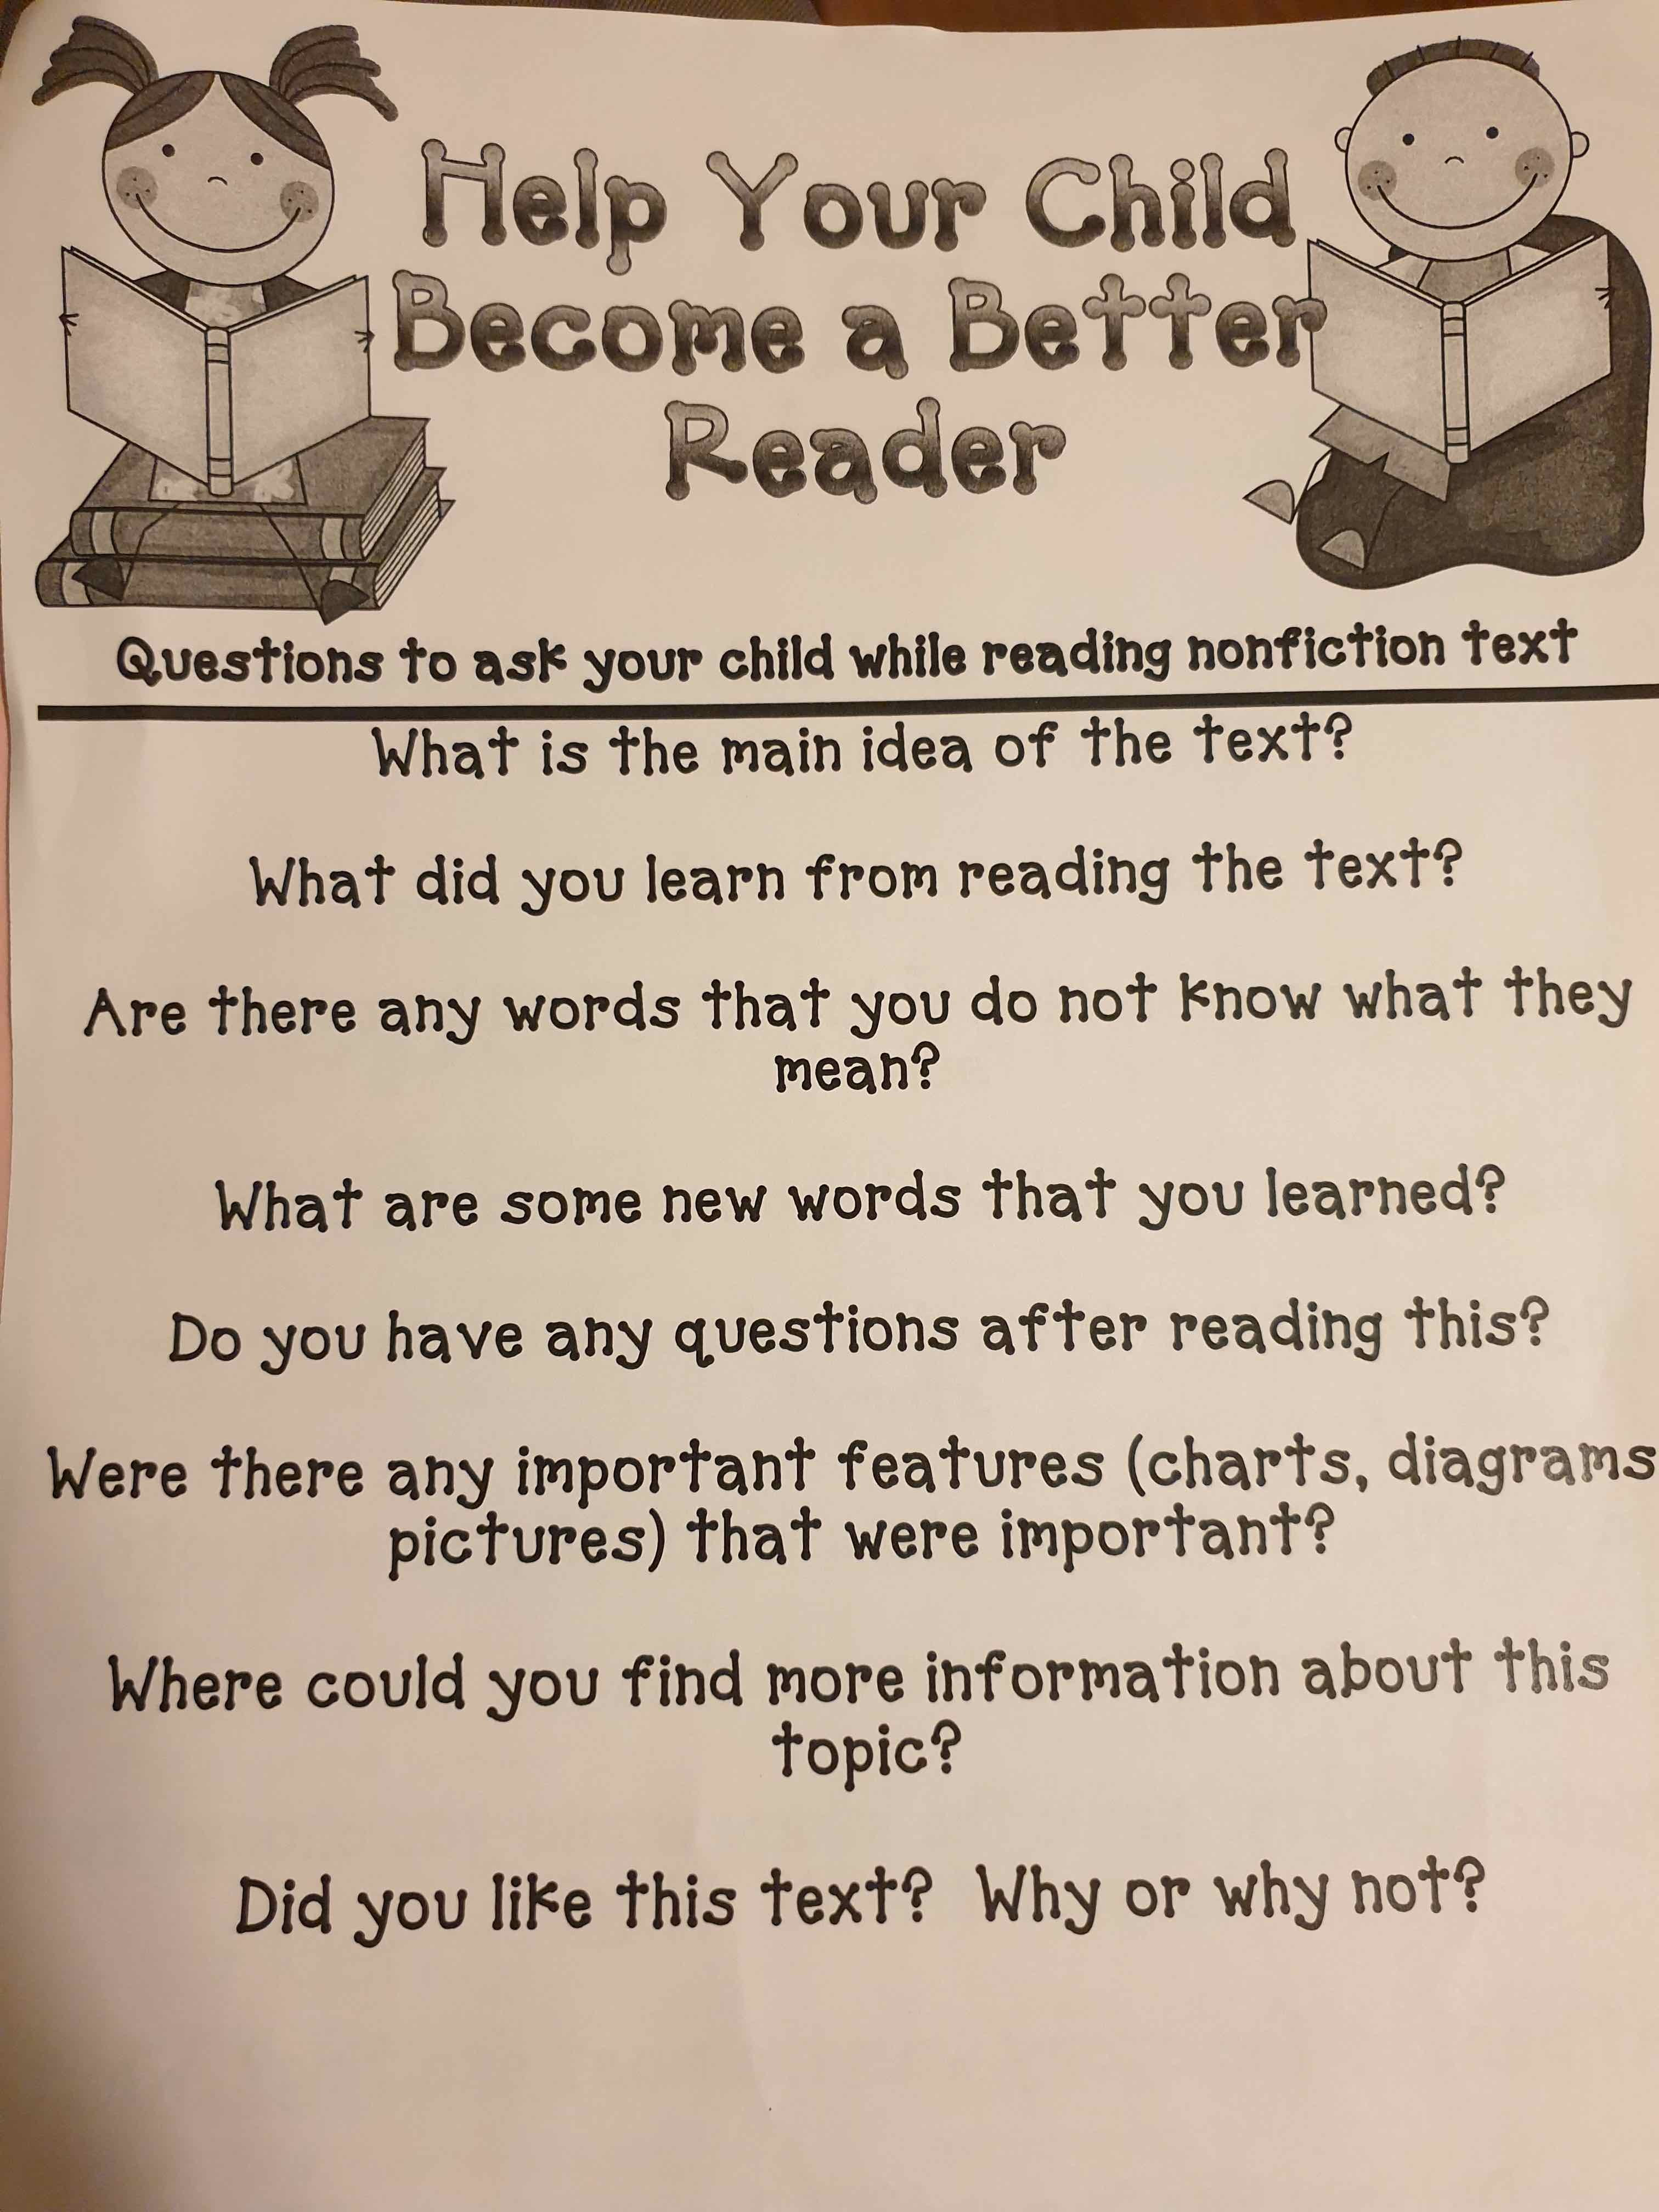 Help Your Child
Become a Better
Reader
Questions to ask your child while reading nonfiction text
What is the main idea of the text?
What did you learn from reading the text?
Are there any words that you do not know what they
mean?
What are some new words that you learned?
Do you have any questions after reading this?
Were there any important features (charts, diagrams
pictures) that were important?
Where could you find more information about this
topic?
Did you like this text? Why or why not?